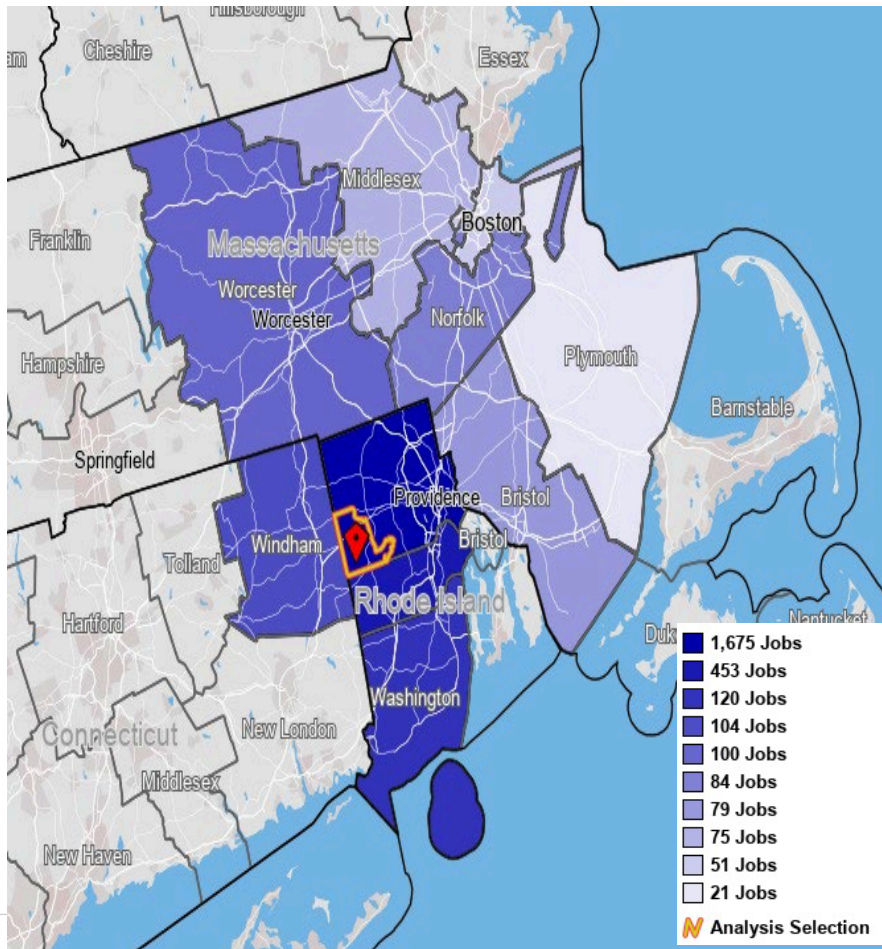 Hillsborough
Cheshire
Essex
Middlesex
Boston
Franklin
Massachusetts
Worcester
Worcester
Norfolk
Hampshire
Plymouth
Barnstable
Springfield
Providence
Bristol
Windham
Bristol
Tolland
Hartford
Rhode Island
Duk
Nantucket
Washington
New London
Connecticut
Middlesex
New Haven
1,675 Jobs
453 Jobs
120 Jobs
104 Jobs
100 Jobs
84 Jobs
79 Jobs
75 Jobs
51 Jobs
21 Jobs
Analysis Selection